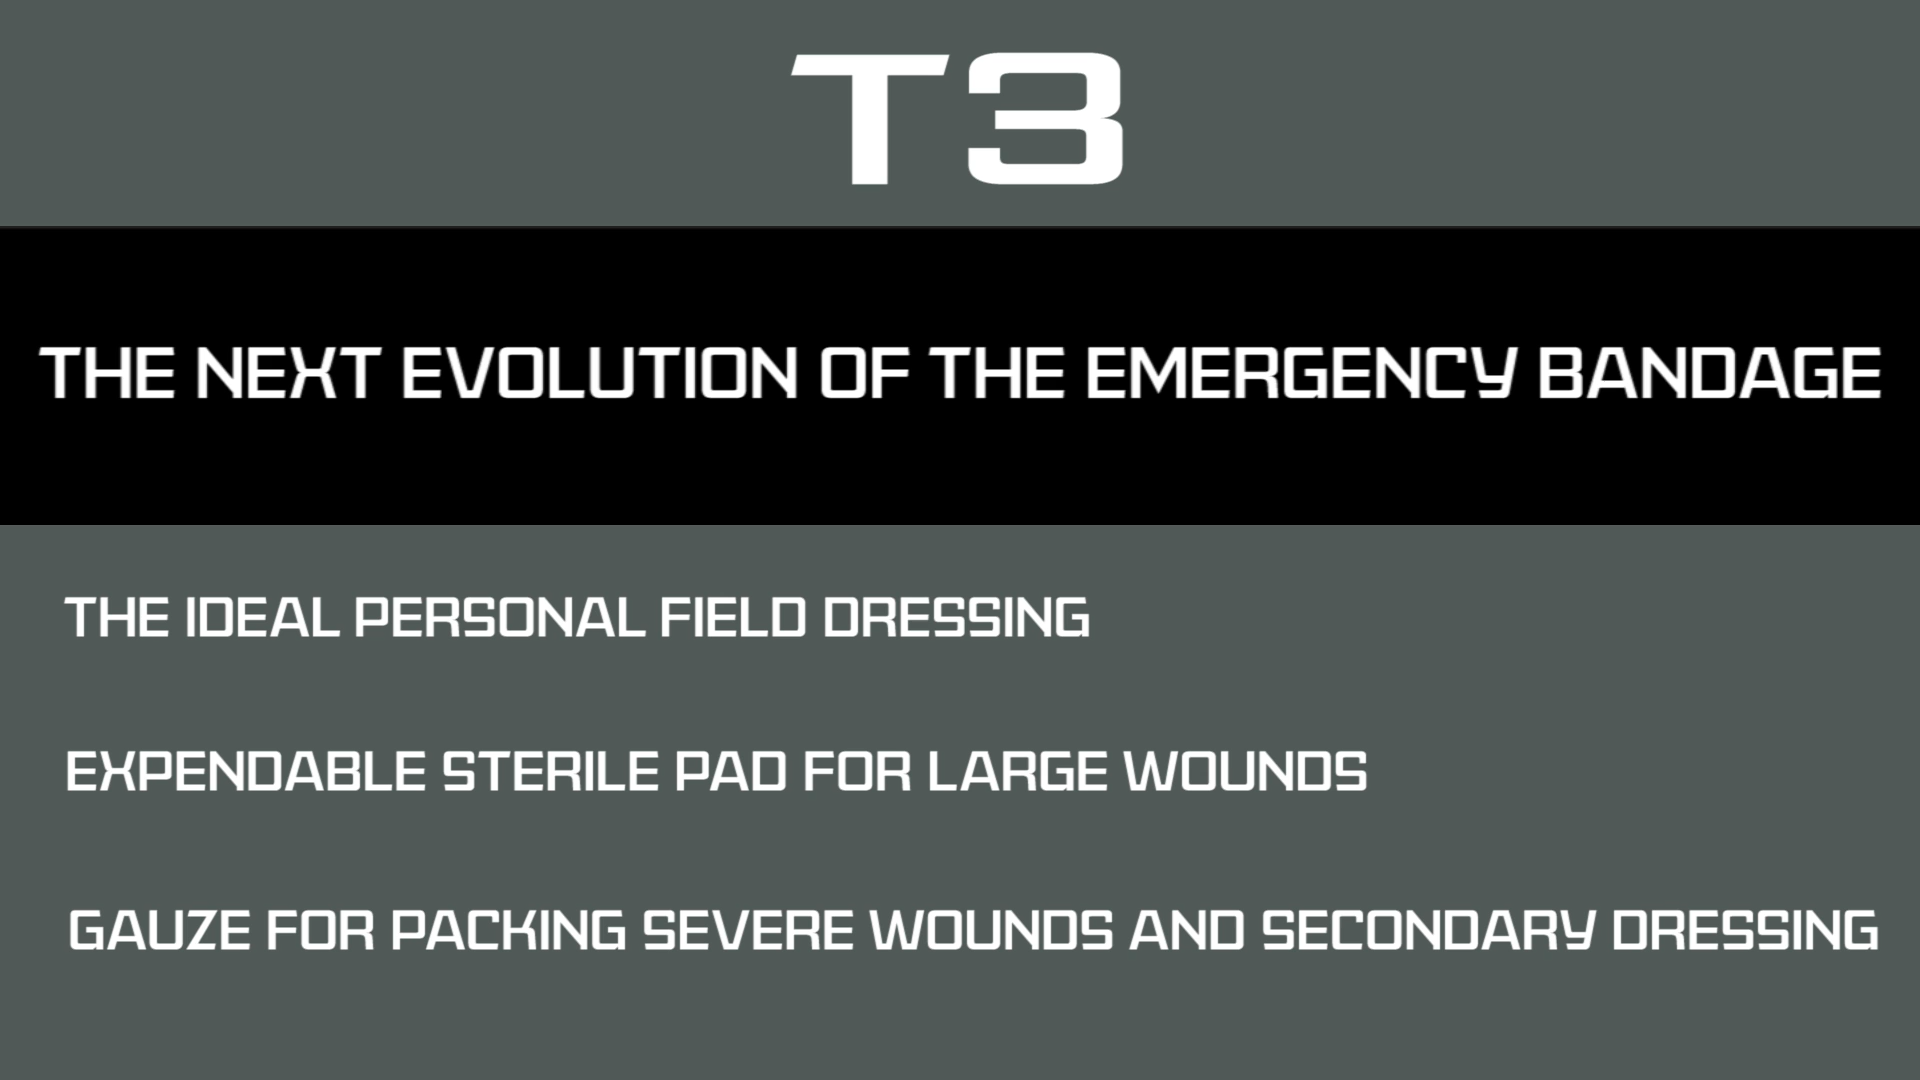 T3
THE NEXT EVOLUTION OF THE EMERGENCY BANDAGE
THE IDEAL PERSONAL FIELD DRESSING
EXPENDABLE STERILE PAD FOR LARGE WOUNDS
GAUZE FOR PACKING SEVERE WOUNDS AND SECONDARY DRESSING